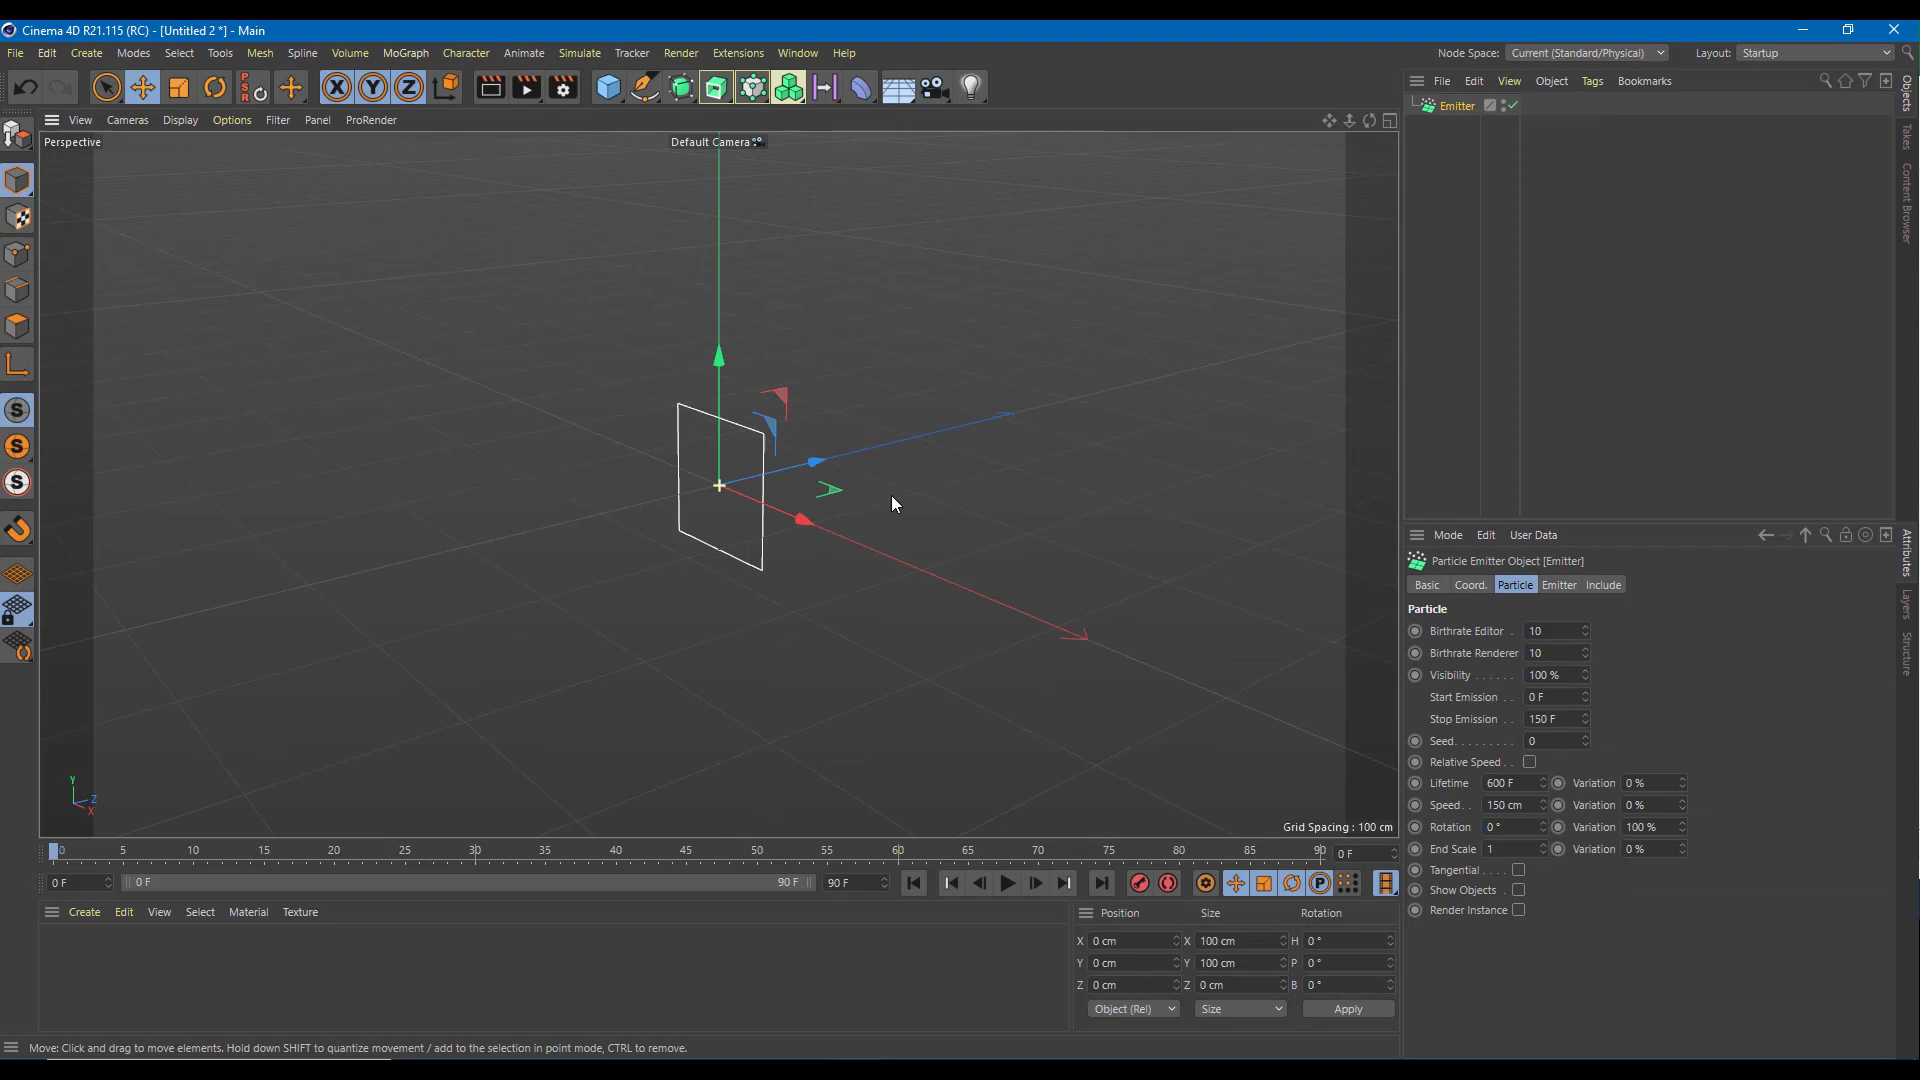 Cinema 4D R21.115 (RC) - [Untitled 2 *] - Main
File Edit Create Modes Select Tools Mesh Spline Volume MoGraph Character Animate Simulate Tracker Render Extensions Window Help
Node Space: Current (Standard/Physical) Layout: Startup
PSR X Y Z
File Edit View Object Tags Bookmarks
View Cameras Display Options Filter Panel ProRender
Perspective
Default Camera
Emitter
Objects
Takes
Content Browser
S
S
S
Y
Z
X
Grid Spacing : 100 cm
Mode Edit User Data
Particle Emitter Object [Emitter]
Basic Coord. Particle Emitter Include
Particle
Birthrate Editor . 10
Birthrate Renderer 10
Visibility . . . . . . 100 %
Start Emission . . 0 F
Stop Emission . . 150 F
Seed. . . . . . . . . 0
Relative Speed . .
Lifetime 600 F Variation 0 %
Speed. . 150 cm Variation 0 %
Rotation 0 ° Variation 100 %
End Scale 1 Variation 0 %
Tangential . . . .
Show Objects .
Render Instance
Attributes
Layers
Structure
0 5 10 15 20 25 30 35 40 45 50 55 60 65 70 75 80 85 90 0 F
0 F 0 F 90 F 90 F P
Create Edit View Select Material Texture
Position Size Rotation
X 0 cm X 100 cm H 0 °
Y 0 cm Y 100 cm P 0 °
Z 0 cm Z 0 cm B 0 °
Object (Rel) Size Apply
Move: Click and drag to move elements. Hold down SHIFT to quantize movement / add to the selection in point mode, CTRL to remove.